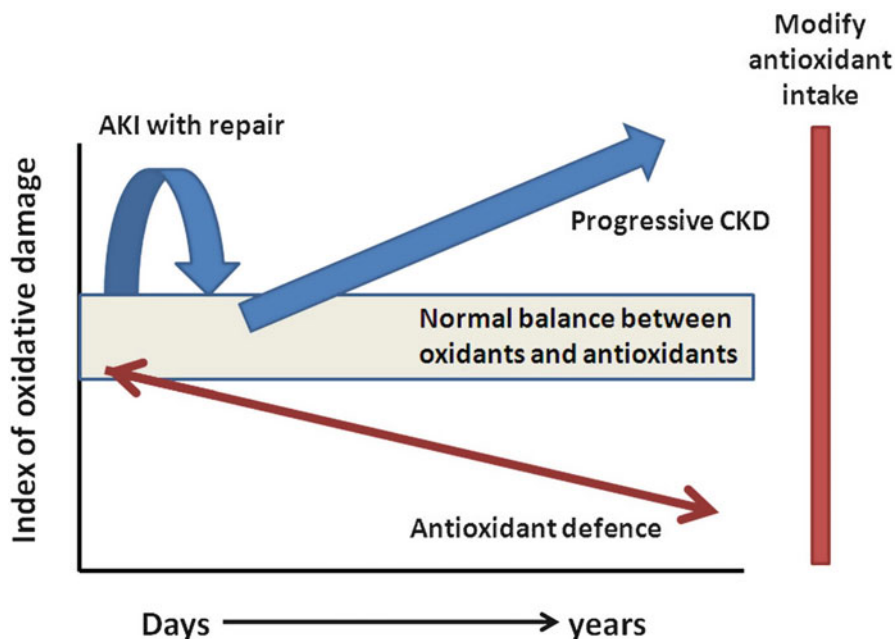 Modify
antioxidant
intake
AKI with repair
Index of oxidative damage
Progressive CKD
Normal balance between
oxidants and antioxidants
Antioxidant defence
Days
years